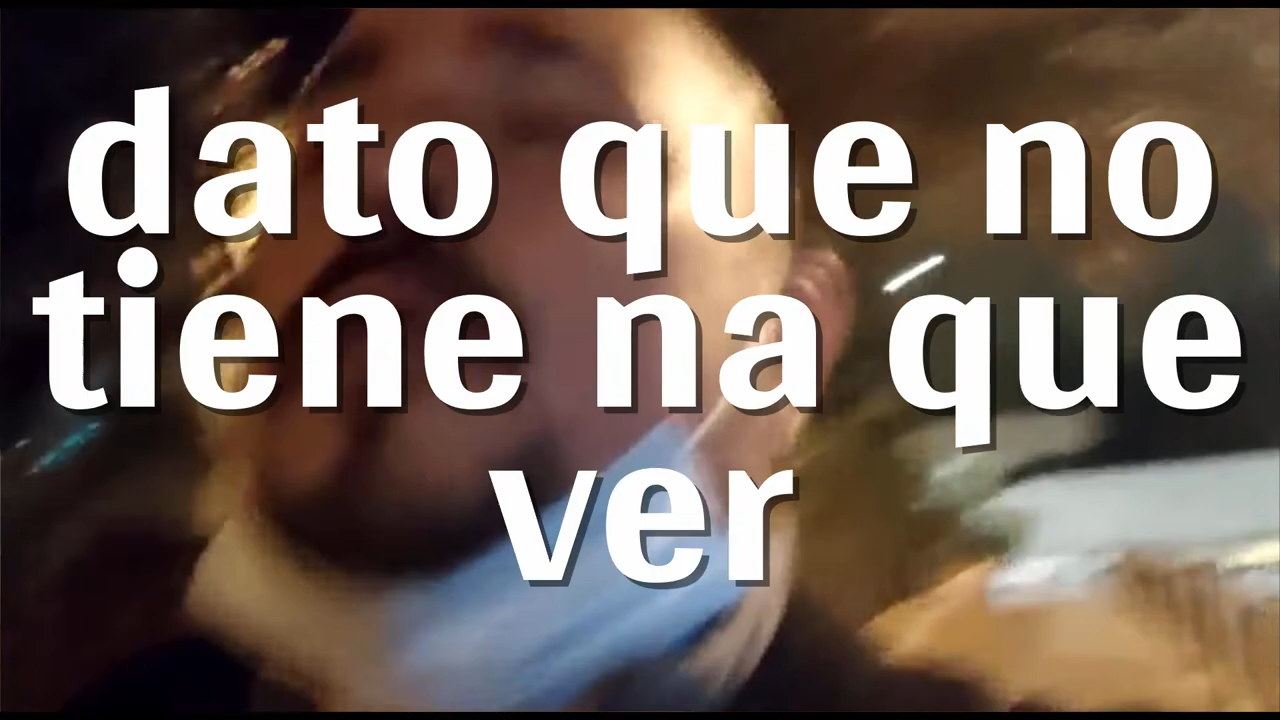 dato que no
tiene na que
ver